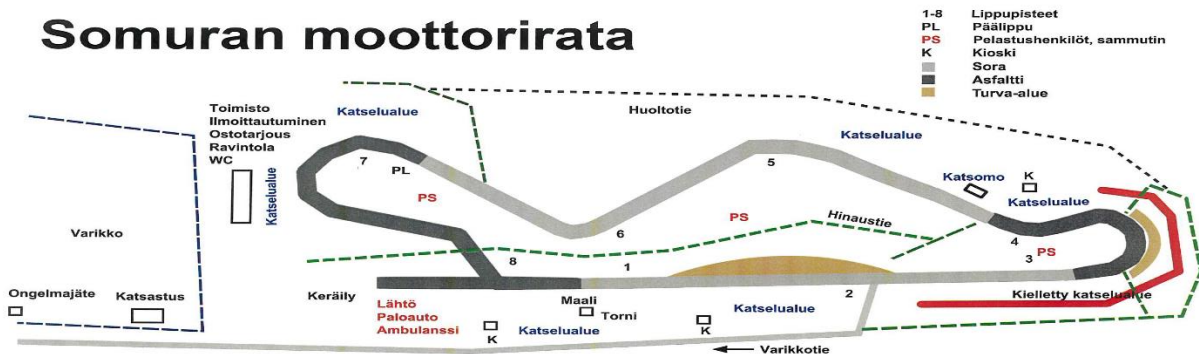 Somuran moottorirata
1-8 Lippupisteet
PL Päälippu
PS Pelastushenkilöt, sammutin
K Kioski
Sora
Asfaltti
Turva-alue
Toimisto
Ilmoittautuminen
Ostotarjous
Ravintola
WC
Katselualue
Katselualue
Huoltotie
Katselualue
7
PL
5
PS
Katsomo
K
Katselualue
Varikko
6
PS
Hinaustie
4
PS
3
8
1
2
Ongelmajäte
Katsastus
Keräily
Lähtö
Paloauto
Ambulanssi
Maali
Torni
K
Katselualue
Katselualue
K
Kielletty katselualue
Varikkotie